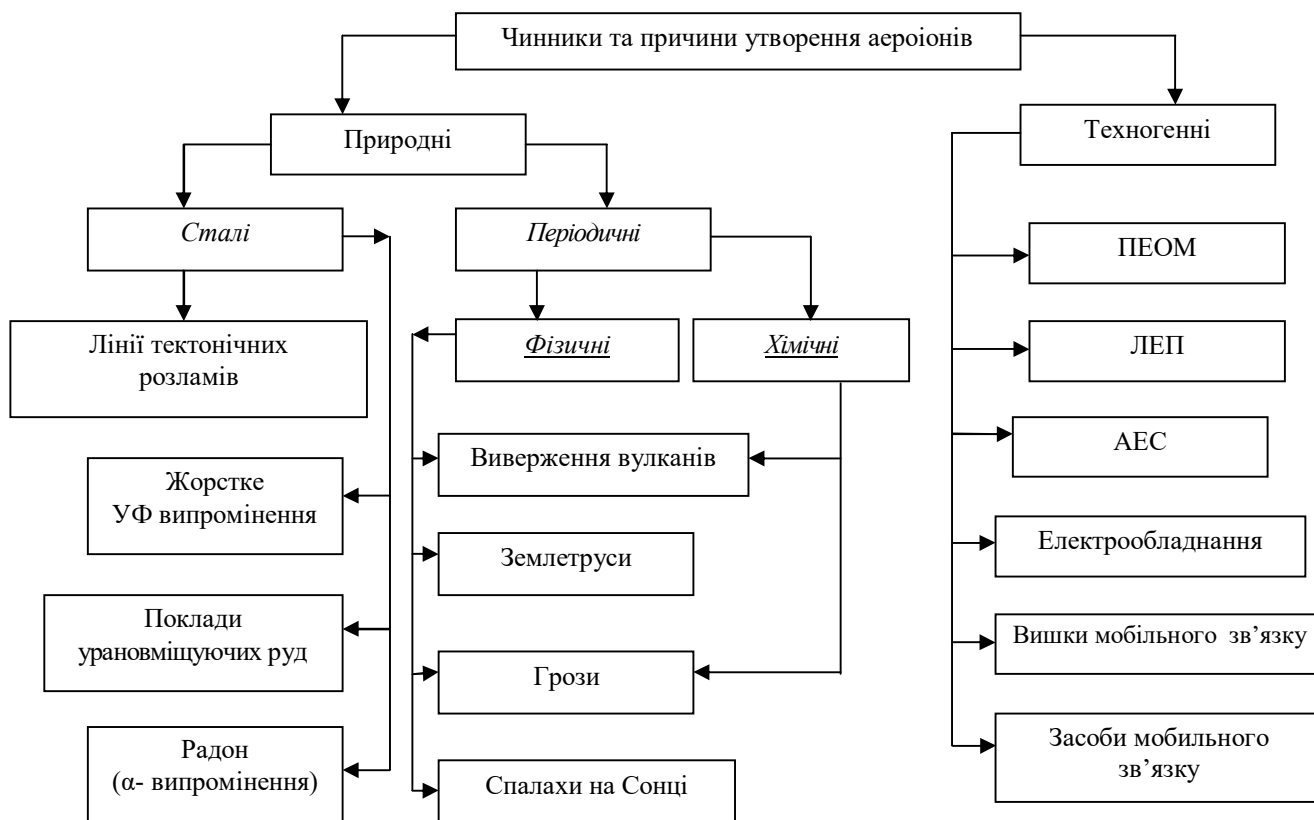 Чинники та причини утворення аероіонів
Природні
Техногенні
Сталі
Періодичні
ПЕОМ
Лінії тектонічних
розламів
Фізичні
Хімічні
ЛЕП
АЕС
Виверження вулканів
Жорстке
УФ випромінення
Електрообладнання
Землетруси
Поклади
урановміщуючих руд
Вишки мобільного зв’язку
Грози
Радон
(α- випромінення)
Засоби мобильного
зв’язку
Спалахи на Сонці